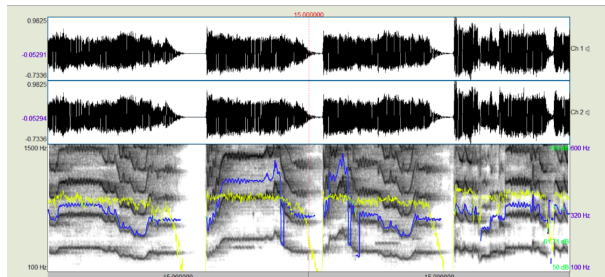 15.000000
0.9825
-0.05291
-0.7336
Ch 1
0.9825
-0.05294
-0.7336
Ch 2
1500 Hz
600 Hz
320 Hz
100 Hz
50 dB
100 Hz
15.000000
15.000000